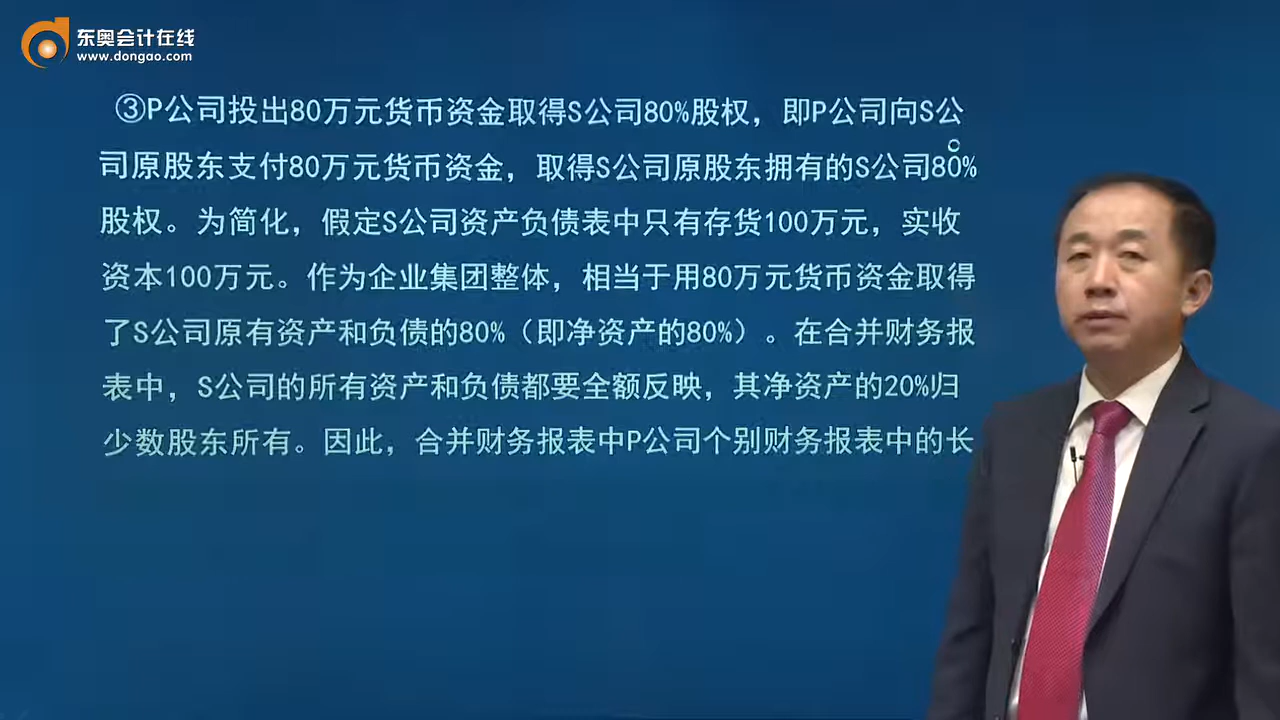 东奥会计在线
www.dongao.com
③P公司投出80万元货币资金取得S公司80%股权，即P公司向S公
司原股东支付80万元货币资金，取得S公司原股东拥有的S公司80%
股权。为简化，假定S公司资产负债表中只有存货100万元，实收
资本100万元。作为企业集团整体，相当于用80万元货币资金取得
了S公司原有资产和负债的80%（即净资产的80%）。在合并财务报
表中，S公司的所有资产和负债都要全额反映，其净资产的20%归
少数股东所有。因此，合并财务报表中P公司个别财务报表中的长